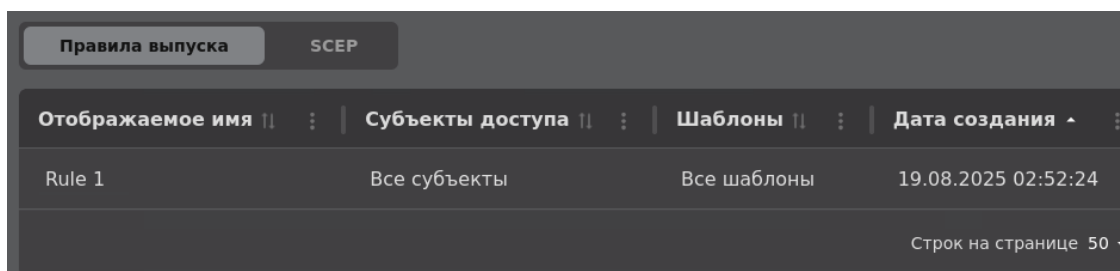 Правила выпуска SCEP
Отображаемое имя Субъекты доступа Шаблоны Дата создания
Rule 1 Все субъекты Все шаблоны 19.08.2025 02:52:24
Строк на странице 50